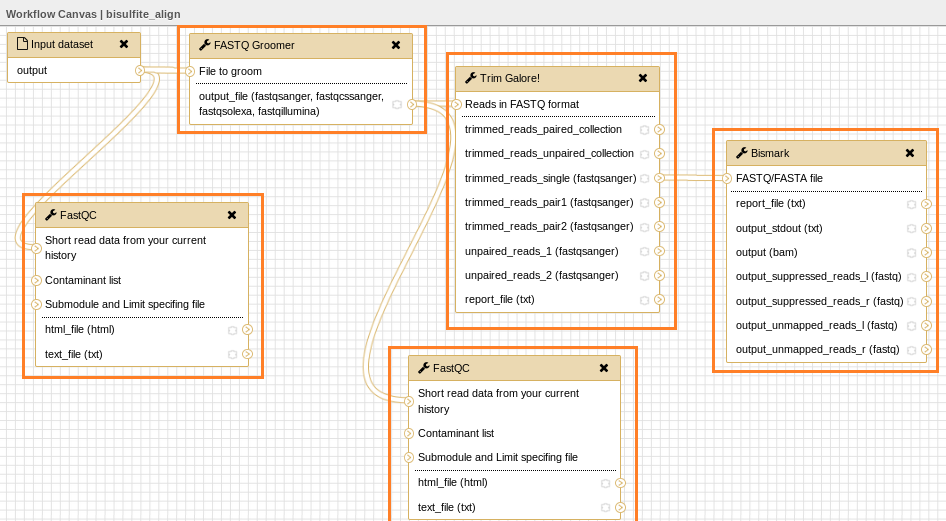 Workflow Canvas | bisulfite_align
Input dataset
output
FASTQ Groomer
File to groom
output_file (fastqsanger, fastqcssanger,
fastqsolexa, fastqillumina)
Trim Galore!
Reads in FASTQ format
trimmed_reads_paired_collection
trimmed_reads_unpaired_collection
trimmed_reads_single (fastqsanger)
trimmed_reads_pair1 (fastqsanger)
trimmed_reads_pair2 (fastqsanger)
unpaired_reads_1 (fastqsanger)
unpaired_reads_2 (fastqsanger)
report_file (txt)
Bismark
FASTQ/FASTA file
report_file (txt)
output_stdout (txt)
output (bam)
output_suppressed_reads_l (fastq)
output_suppressed_reads_r (fastq)
output_unmapped_reads_l (fastq)
output_unmapped_reads_r (fastq)
FastQC
Short read data from your current
history
Contaminant list
Submodule and Limit specifing file
html_file (html)
text_file (txt)
FastQC
Short read data from your current
history
Contaminant list
Submodule and Limit specifing file
html_file (html)
text_file (txt)